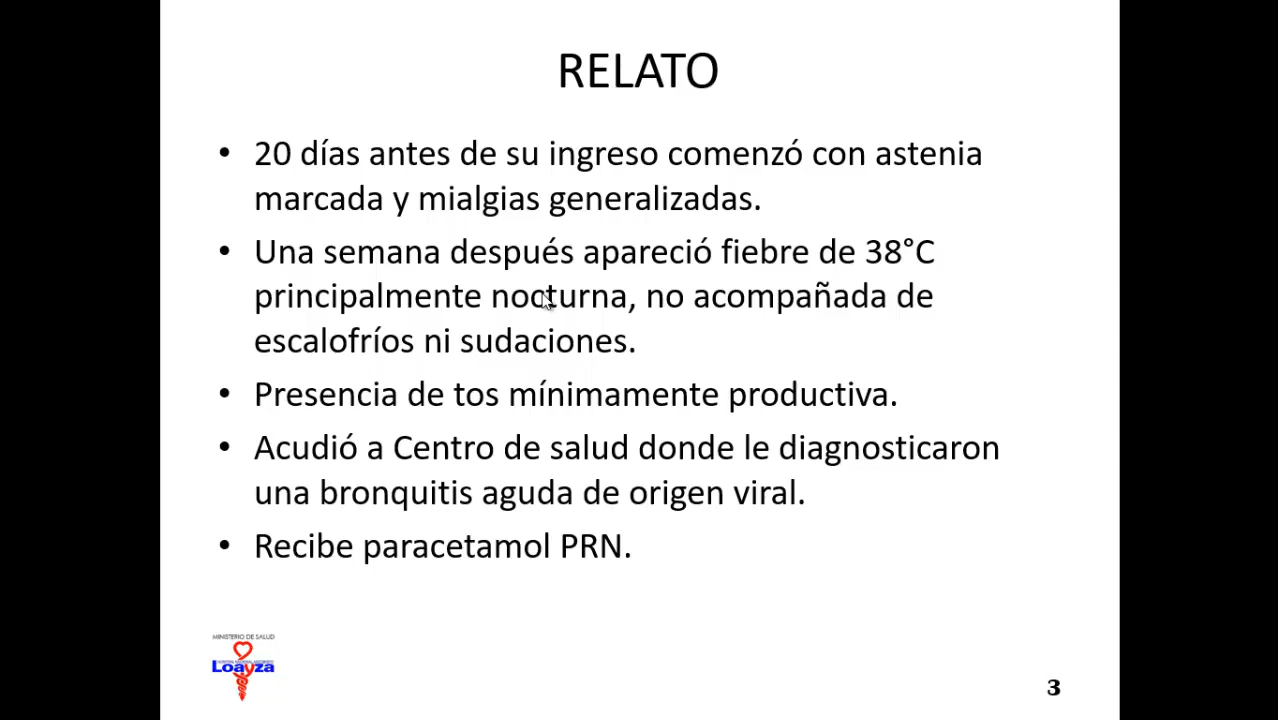 RELATO
• 20 días antes de su ingreso comenzó con astenia
marcada y mialgias generalizadas.
• Una semana después apareció fiebre de 38°C
principalmente nocturna, no acompañada de
escalofríos ni sudaciones.
• Presencia de tos mínimamente productiva.
• Acudió a Centro de salud donde le diagnosticaron
una bronquitis aguda de origen viral.
• Recibe paracetamol PRN.
MINISTERIO DE SALUD
Loayza
3